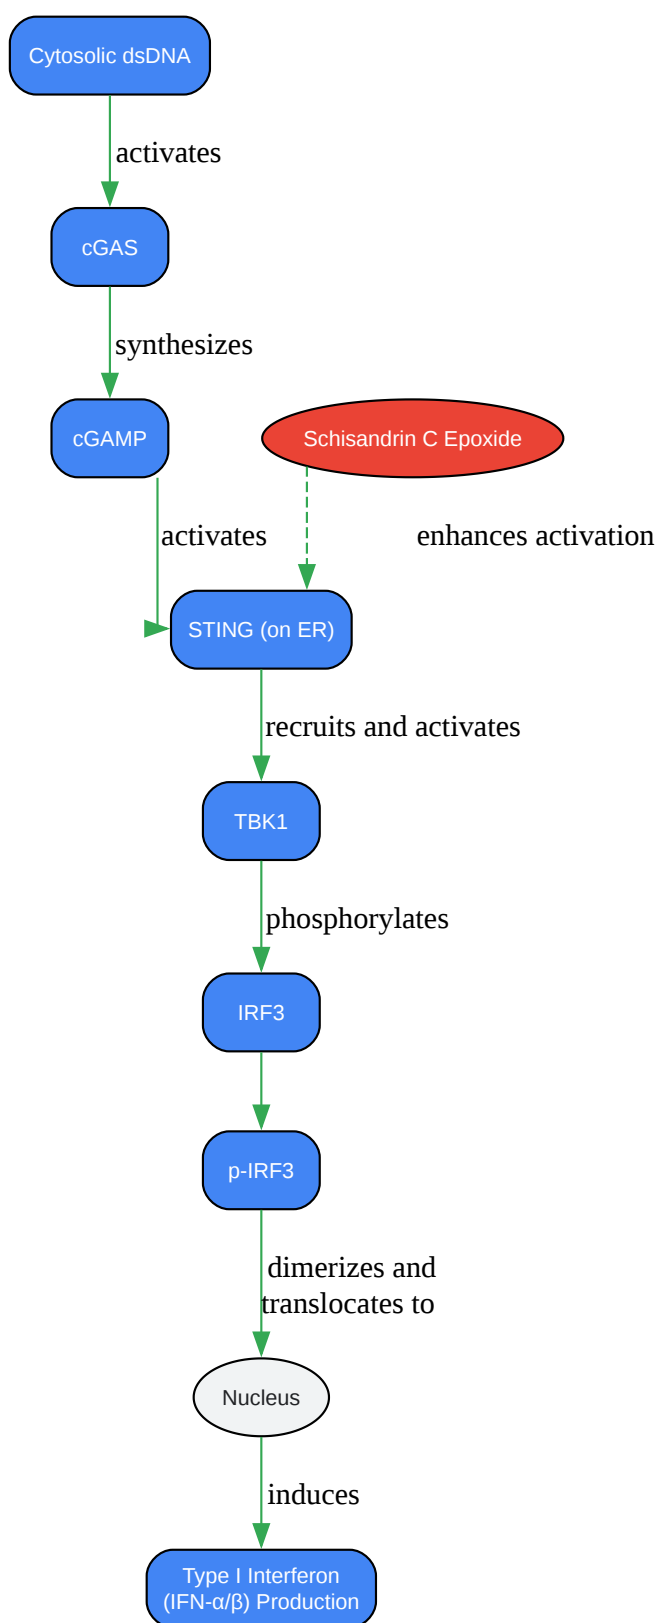 Cytosolic dsDNA
activates
cGAS
synthesizes
cGAMP
Schisandrin C Epoxide
activates
enhances activation
STING (on ER)
recruits and activates
TBK1
phosphorylates
IRF3
p-IRF3
dimerizes and
translocates to
Nucleus
induces
Type I Interferon
(IFN-α/β) Production